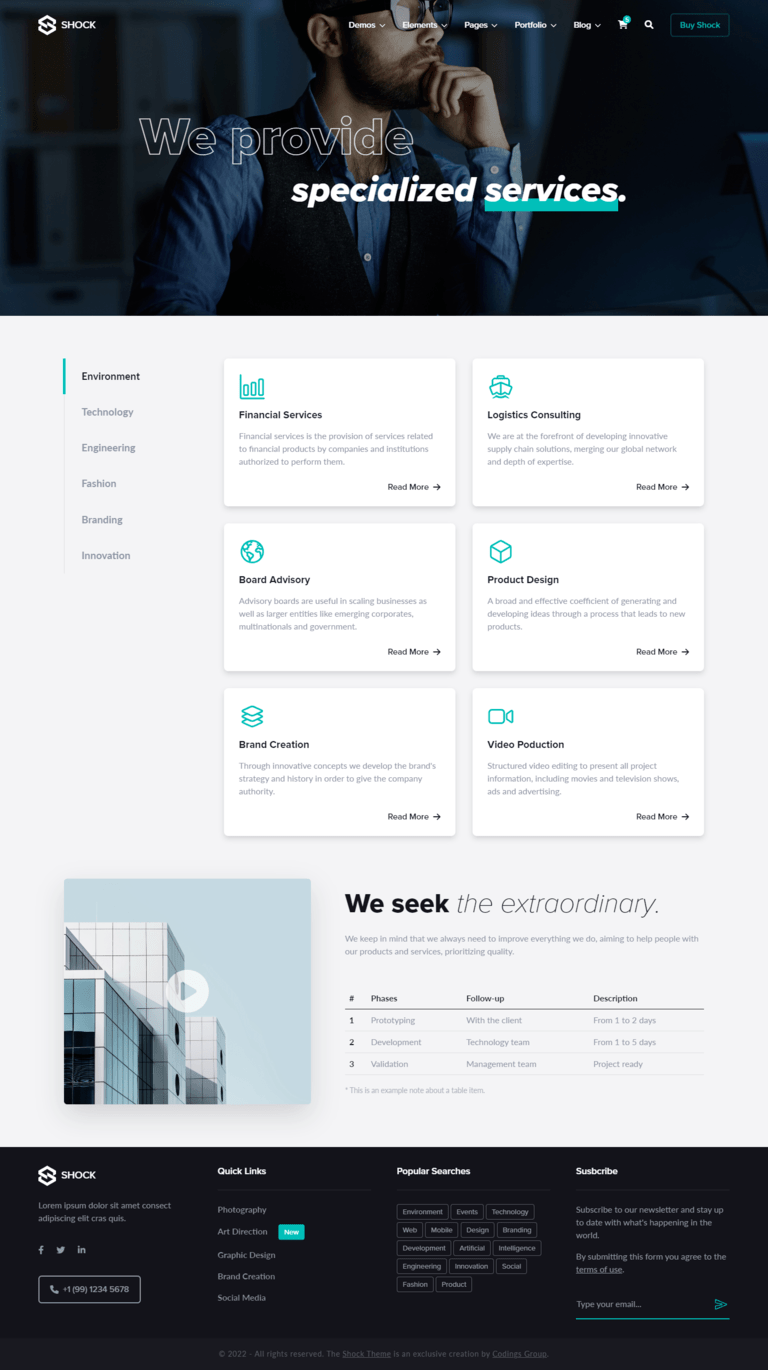 SHOCK
Demos Elements Pages Portfolio Blog 5 Buy Shock
We provide
specialized services.
Environment
Technology
Engineering
Fashion
Branding
Innovation
Financial Services
Financial services is the provision of services related
to financial products by companies and institutions
authorized to perform them.
Read More
Logistics Consulting
We are at the forefront of developing innovative
supply chain solutions, merging our global network
and depth of expertise.
Read More
Board Advisory
Advisory boards are useful in scaling businesses as
well as larger entities like emerging corporates,
multinationals and government.
Read More
Product Design
A broad and effective coefficient of generating and
developing ideas through a process that leads to new
products.
Read More
Brand Creation
Through innovative concepts we develop the brand's
strategy and history in order to give the company
authority.
Read More
Video Poduction
Structured video editing to present all project
information, including movies and television shows,
ads and advertising.
Read More
We seek the extraordinary.
We keep in mind that we always need to improve everything we do, aiming to help people with
our products and services, prioritizing quality.
# Phases Follow-up Description
1 Prototyping With the client From 1 to 2 days
2 Development Technology team From 1 to 5 days
3 Validation Management team Project ready
* This is an example note about a table item.
SHOCK
Lorem ipsum dolor sit amet consect
adipiscing elit cras quis.
+1 (99) 1234 5678
Quick Links
Photography
Art Direction New
Graphic Design
Brand Creation
Social Media
Popular Searches
Environment Events Technology
Web Mobile Design Branding
Development Artificial Intelligence
Engineering Innovation Social
Fashion Product
Susbcribe
Subscribe to our newsletter and stay up
to date with what's happening in the
world.
By submitting this form you agree to the
terms of use.
Type your email...
© 2022 - All rights reserved. The Shock Theme is an exclusive creation by Codings Group.